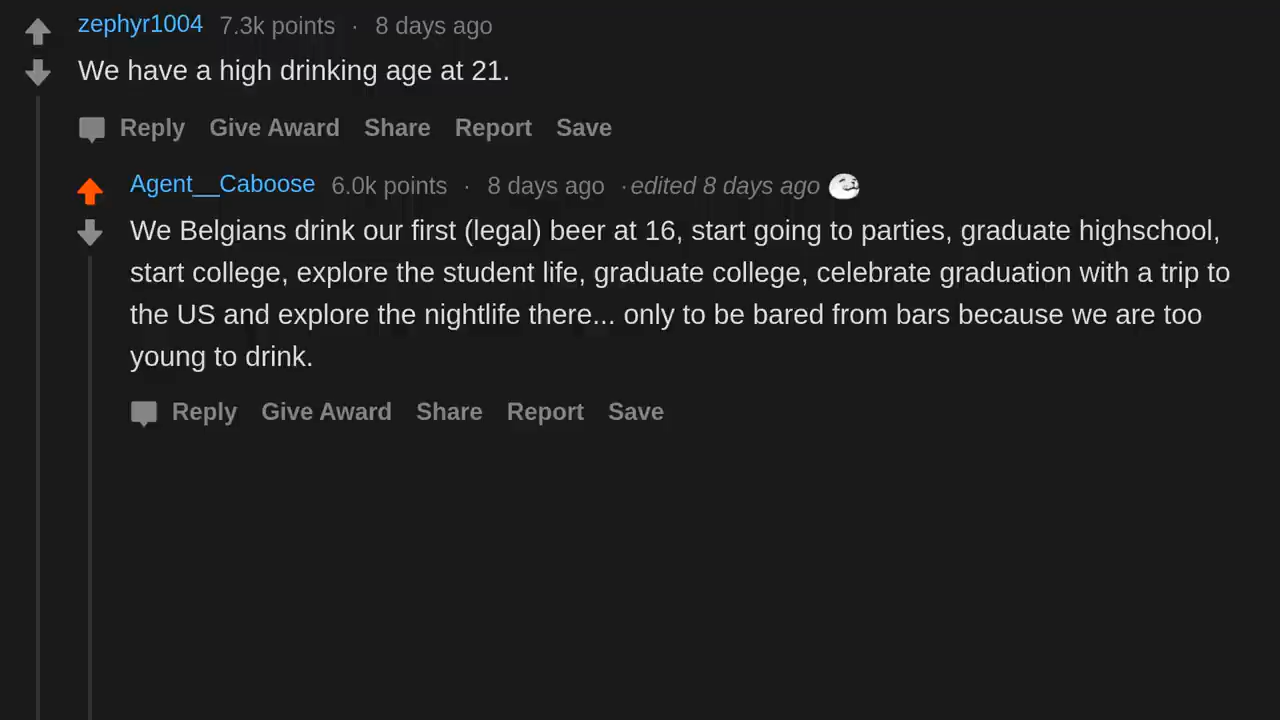 zephyr1004 7.3k points · 8 days ago
We have a high drinking age at 21.
Reply Give Award Share Report Save
Agent__Caboose 6.0k points · 8 days ago · edited 8 days ago
We Belgians drink our first (legal) beer at 16, start going to parties, graduate highschool,
start college, explore the student life, graduate college, celebrate graduation with a trip to
the US and explore the nightlife there... only to be bared from bars because we are too
young to drink.
Reply Give Award Share Report Save